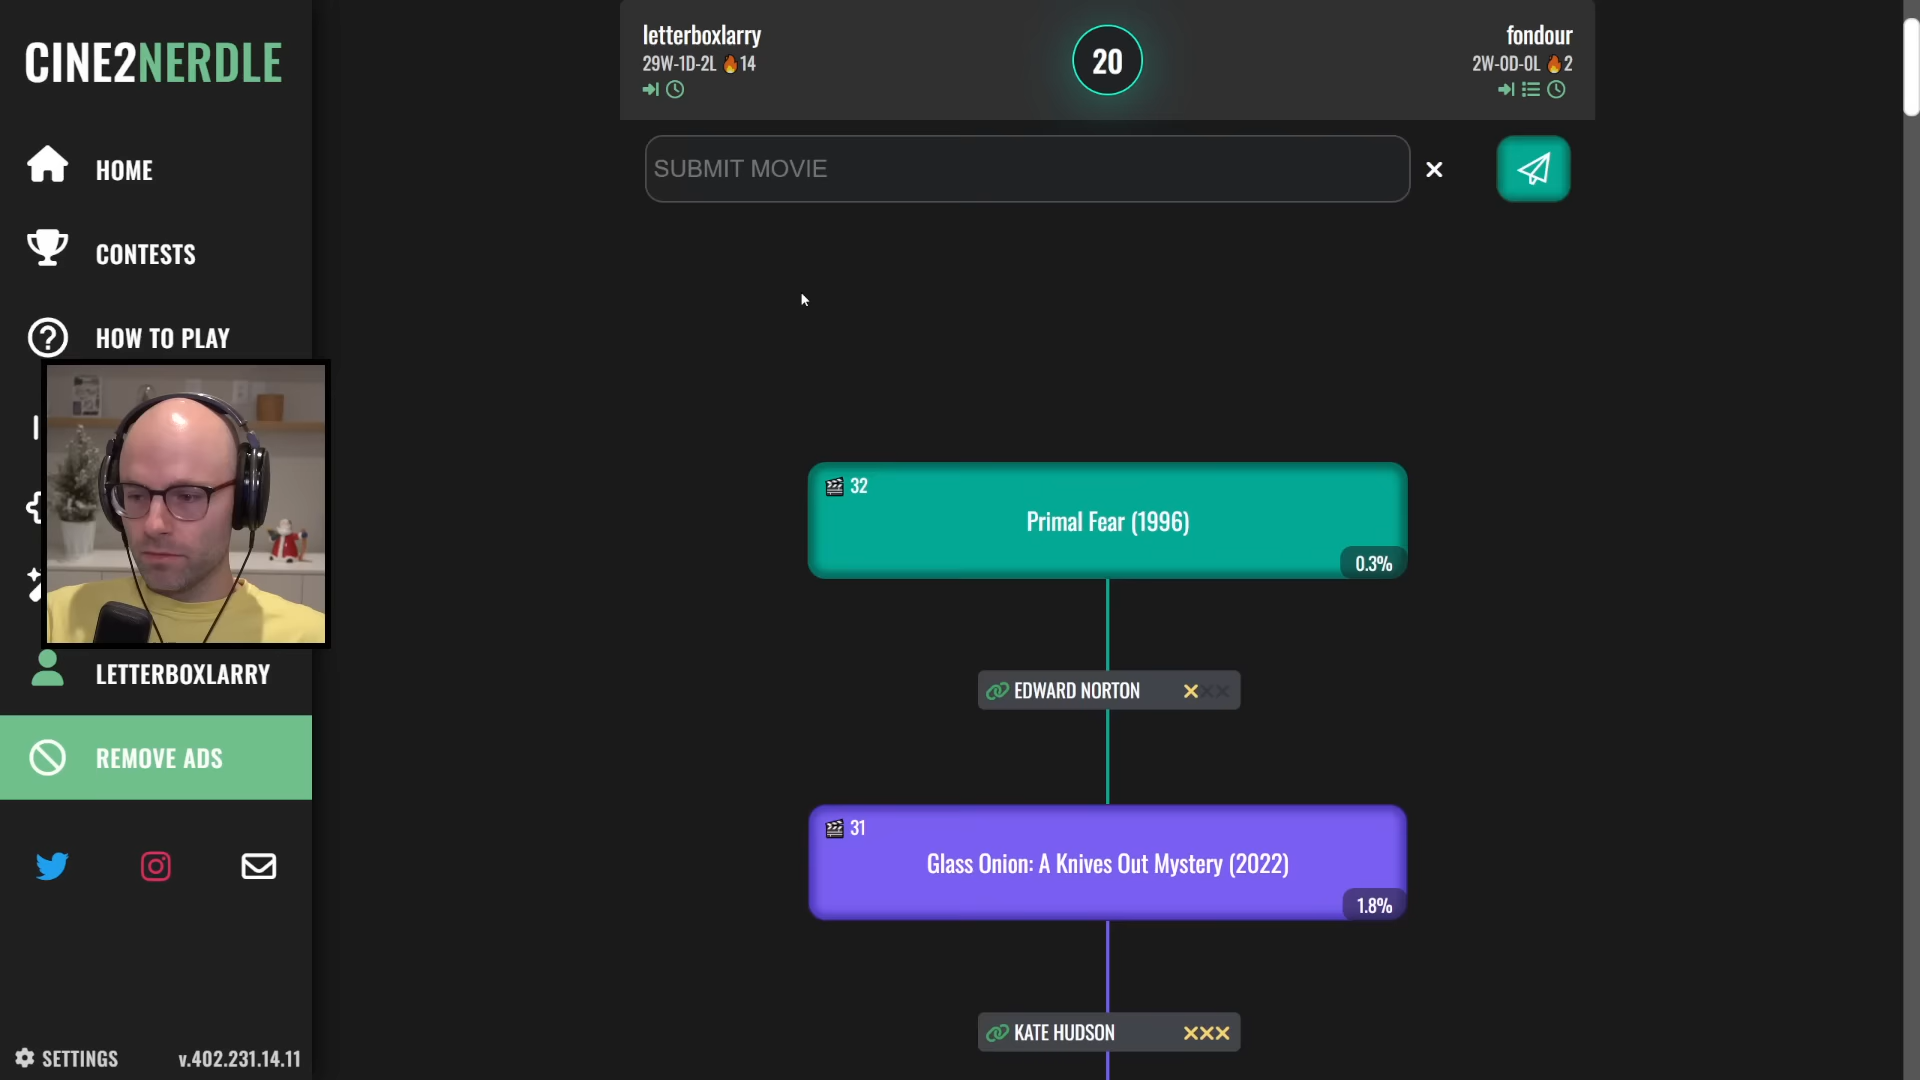 CINE2NERDLE
HOME
CONTESTS
HOW TO PLAY
LETTERBOXLARRY
REMOVE ADS
SETTINGS
v.402.231.14.11
letterboxlarry
29W-1D-2L 🔥14
20
fondour
2W-0D-0L 🔥2
SUBMIT MOVIE
32
Primal Fear (1996)
0.3%
EDWARD NORTON
31
Glass Onion: A Knives Out Mystery (2022)
1.8%
KATE HUDSON